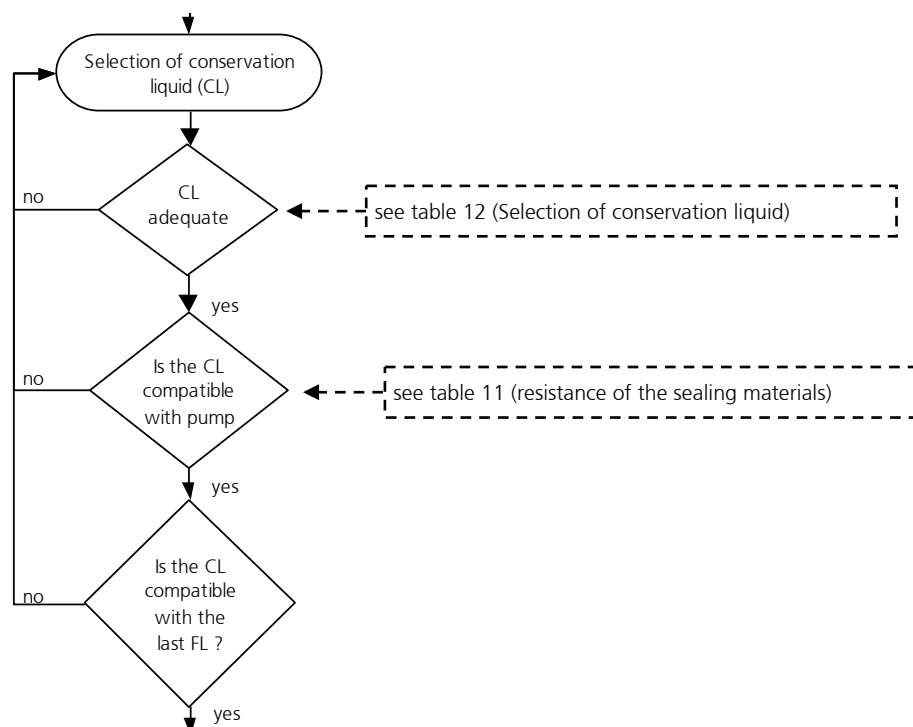 Selection of conservation
liquid (CL)
no
CL
adequate
see table 12 (Selection of conservation liquid)
yes
no
Is the CL
compatible
with pump
see table 11 (resistance of the sealing materials)
yes
no
Is the CL
compatible
with the
last FL ?
yes